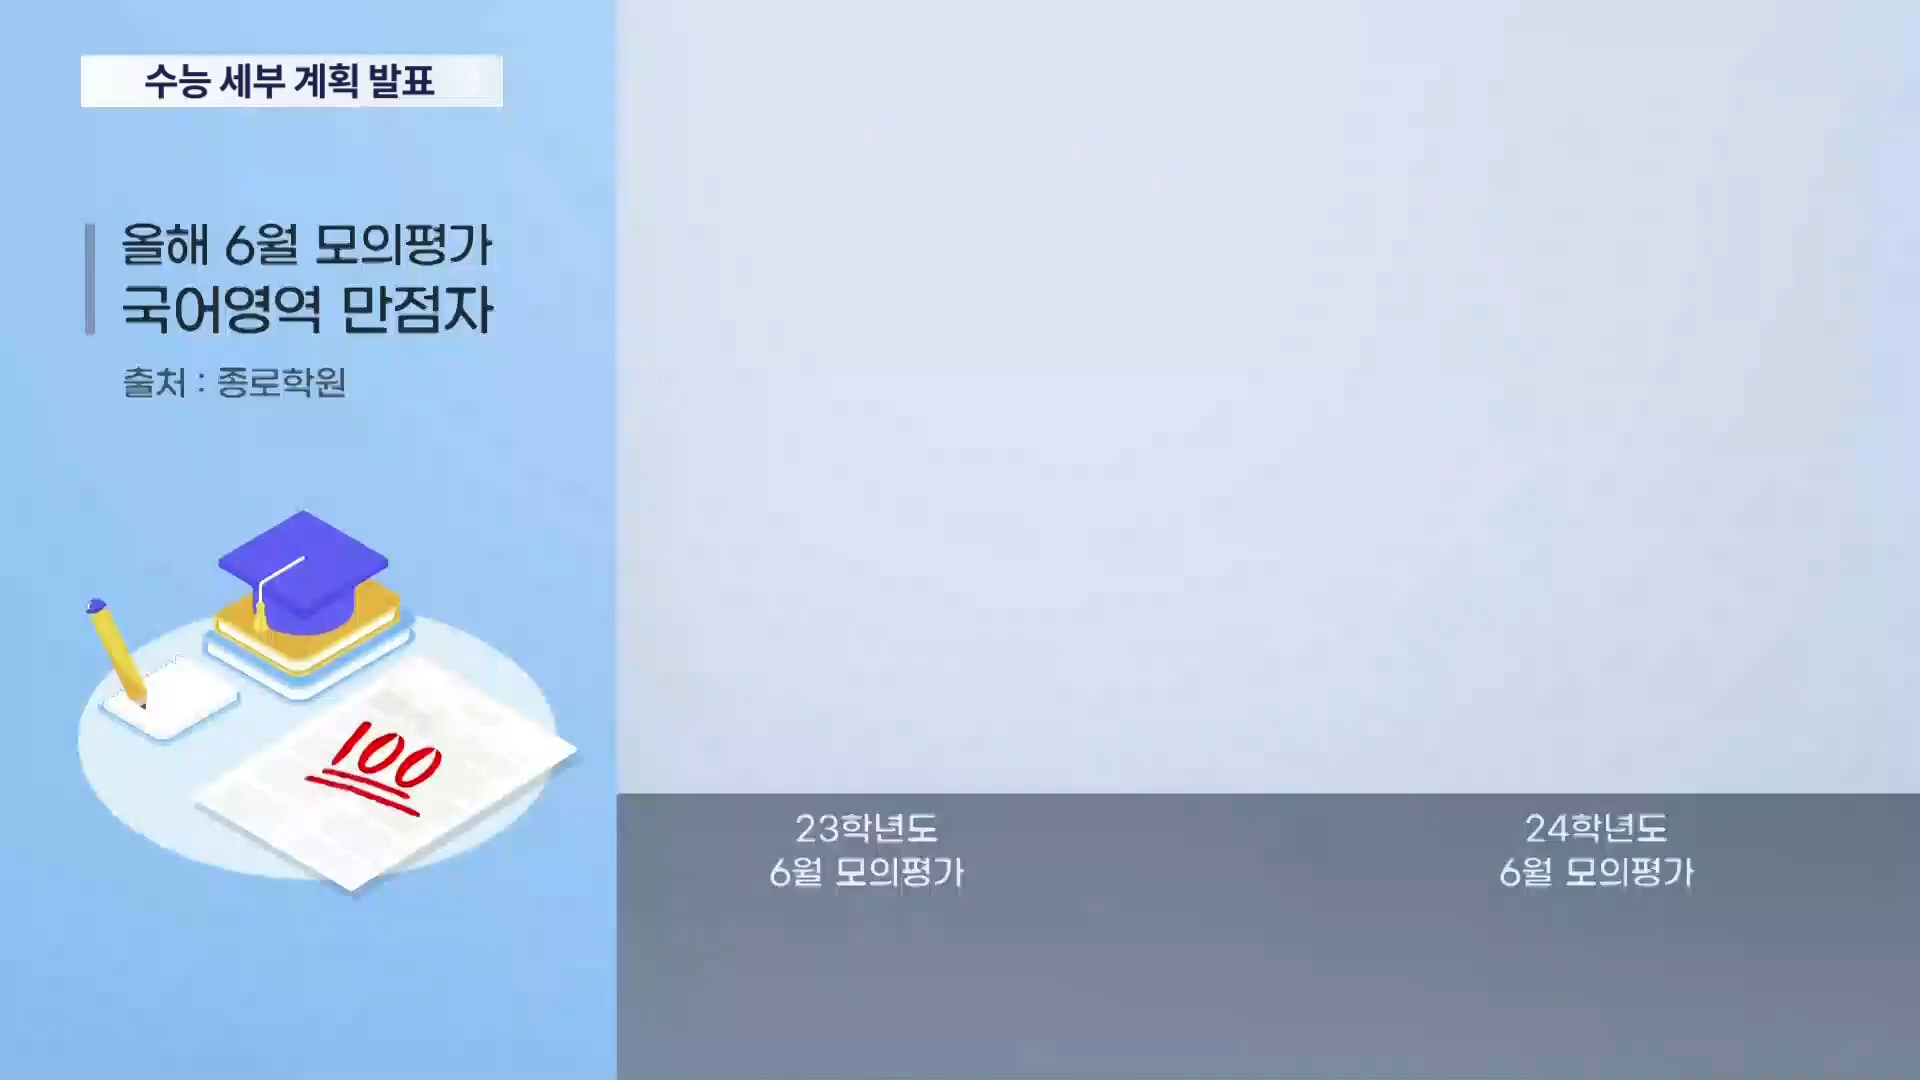 수능 세부 계획 발표
올해 6월 모의평가
국어영역 만점자
출처 : 종로학원
100
23학년도
6월 모의평가
24학년도
6월 모의평가